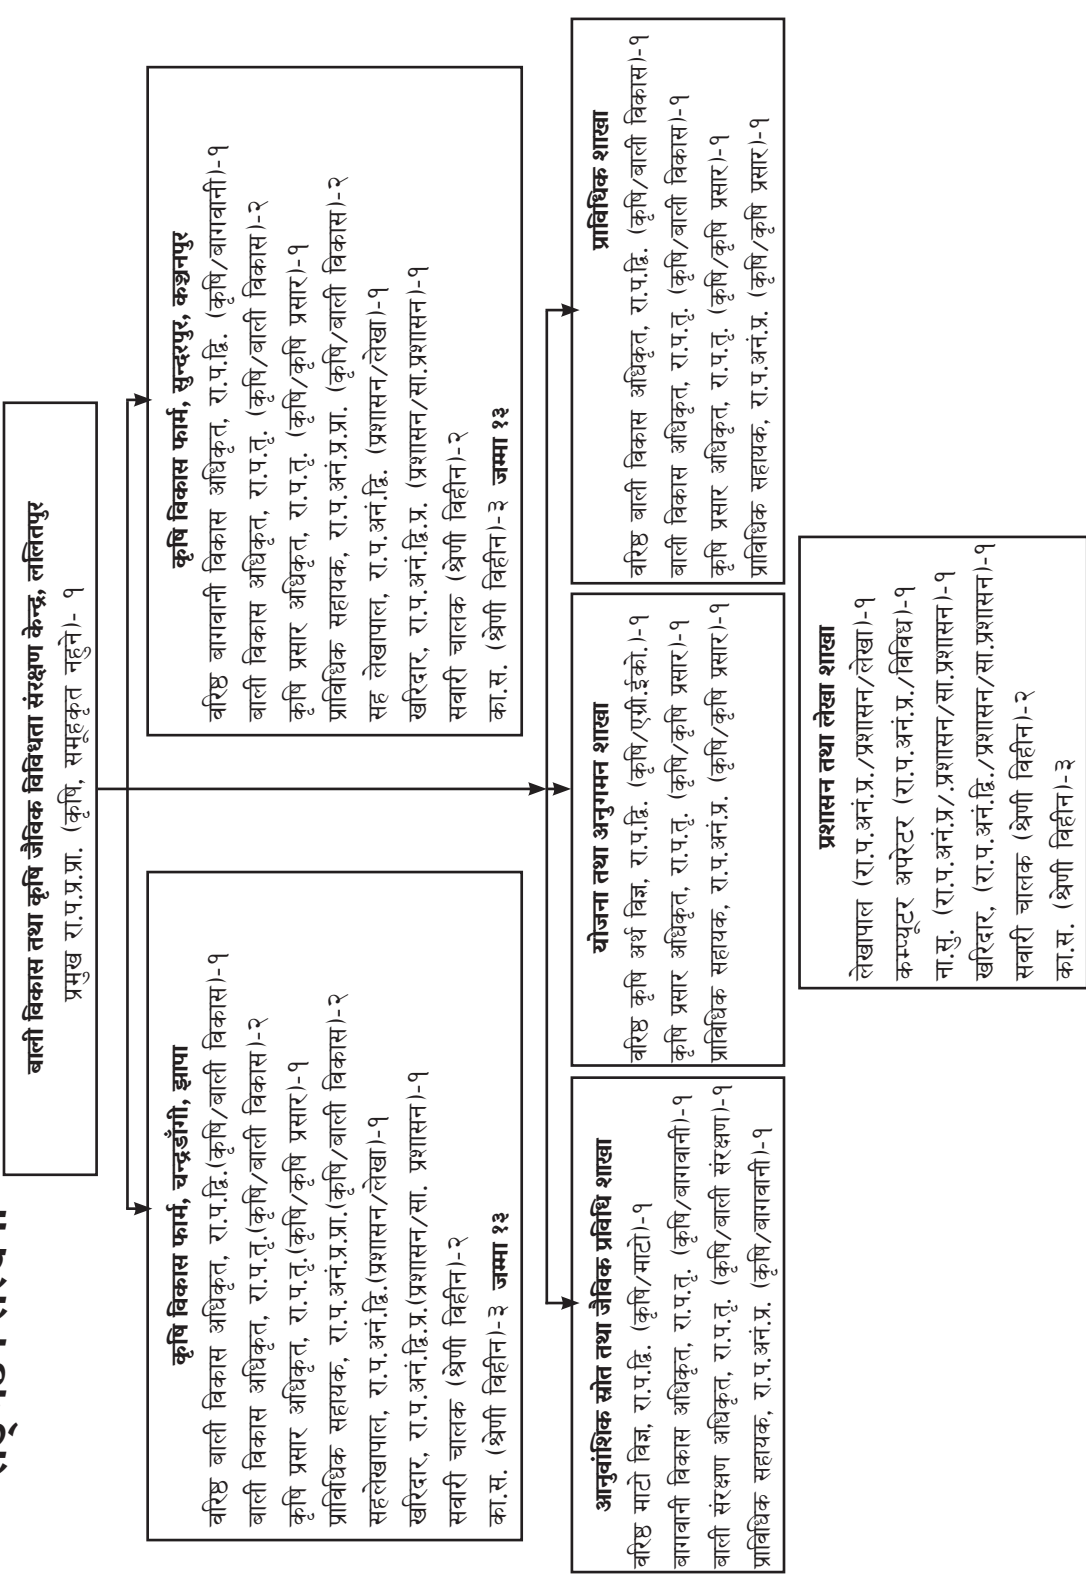 बाली विकास तथा कृषि जैविक विविधता संरक्षण केन्द्र, ललितपुर
प्रमुख रा.प.प्र.प्रा. (कृषि, समूहकृत नहुने)- १
कृषि विकास फार्म, चन्द्रडाँगी, झापा
वरिष्ठ बाली विकास अधिकृत, रा.प.द्वि.(कृषि/बाली विकास)-१
बाली विकास अधिकृत, रा.प.तृ.(कृषि/बाली विकास)-२
कृषि प्रसार अधिकृत, रा.प.तृ.(कृषि/कृषि प्रसार)-१
प्राविधिक सहायक, रा.प.अनं.प्र.प्रा.(कृषि/बाली विकास)-२
सहलेखापाल, रा.प.अनं.द्वि.(प्रशासन/लेखा)-१
खरिदार, रा.प.अनं.द्वि.प्र.(प्रशासन/सा. प्रशासन)-१
सवारी चालक (श्रेणी विहीन)-२
का.स. (श्रेणी विहीन)-३ जम्मा १३
कृषि विकास फार्म, सुन्दरपुर, कञ्चनपुर
वरिष्ठ बागवानी विकास अधिकृत, रा.प.द्वि. (कृषि/बागवानी)-१
बाली विकास अधिकृत, रा.प.तृ. (कृषि/बाली विकास)-२
कृषि प्रसार अधिकृत, रा.प.तृ. (कृषि/कृषि प्रसार)-१
प्राविधिक सहायक, रा.प.अनं.प्र.प्रा. (कृषि/बाली विकास)-२
सह लेखापाल, रा.प.अनं.द्वि. (प्रशासन/लेखा)-१
खरिदार, रा.प.अनं.द्वि.प्र. (प्रशासन/सा.प्रशासन)-१
सवारी चालक (श्रेणी विहीन)-२
का.स. (श्रेणी विहीन)-३ जम्मा १३
आनुवांशिक स्रोत तथा जैविक प्रविधि शाखा
वरिष्ठ माटो विज्ञ, रा.प.द्वि. (कृषि/माटो)-१
बागवानी विकास अधिकृत, रा.प.तृ. (कृषि/बागवानी)-१
बाली संरक्षण अधिकृत, रा.प.तृ. (कृषि/बाली संरक्षण)-१
प्राविधिक सहायक, रा.प.अनं.प्र. (कृषि/बागवानी)-१
योजना तथा अनुगमन शाखा
वरिष्ठ कृषि अर्थ विज्ञ, रा.प.द्वि. (कृषि/एग्री.ईको.)-१
कृषि प्रसार अधिकृत, रा.प.तृ. (कृषि/कृषि प्रसार)-१
प्राविधिक सहायक, रा.प.अनं.प्र. (कृषि/कृषि प्रसार)-१
प्राविधिक शाखा
वरिष्ठ बाली विकास अधिकृत, रा.प.द्वि. (कृषि/बाली विकास)-१
बाली विकास अधिकृत, रा.प.तृ. (कृषि/बाली विकास)-१
कृषि प्रसार अधिकृत, रा.प.तृ. (कृषि/कृषि प्रसार)-१
प्राविधिक सहायक, रा.प.अनं.प्र. (कृषि/कृषि प्रसार)-१
प्रशासन तथा लेखा शाखा
लेखापाल (रा.प.अनं.प्र./प्रशासन/लेखा)-१
कम्प्यूटर अपरेटर (रा.प.अनं.प्र./विविध)-१
ना.सु. (रा.प.अनं.प्र/.प्रशासन/सा.प्रशासन)-१
खरिदार, (रा.प.अनं.द्वि./प्रशासन/सा.प्रशासन)-१
सवारी चालक (श्रेणी विहीन)-२
का.स. (श्रेणी विहीन)-३